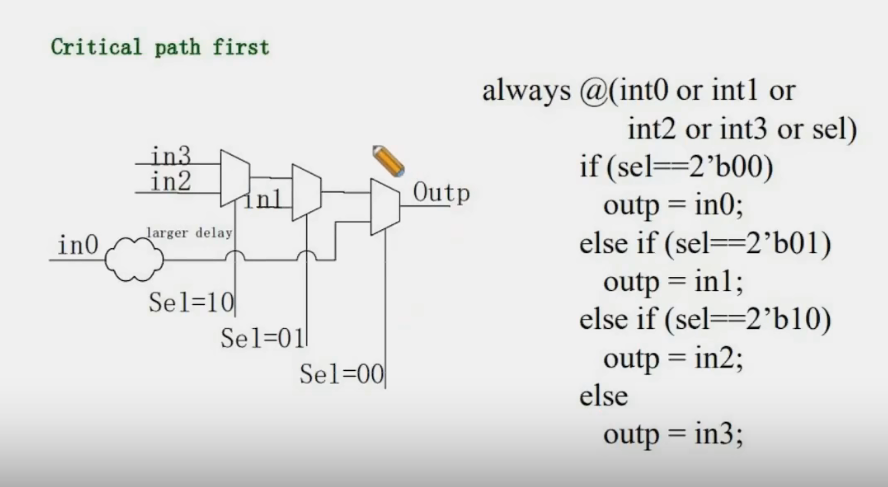 Critical path first
in3
in2
in1
Outp
larger delay
in0
Sel=10
Sel=01
Sel=00
always @(int0 or int1 or
int2 or int3 or sel)
if (sel==2’b00)
outp = in0;
else if (sel==2’b01)
outp = in1;
else if (sel==2’b10)
outp = in2;
else
outp = in3;